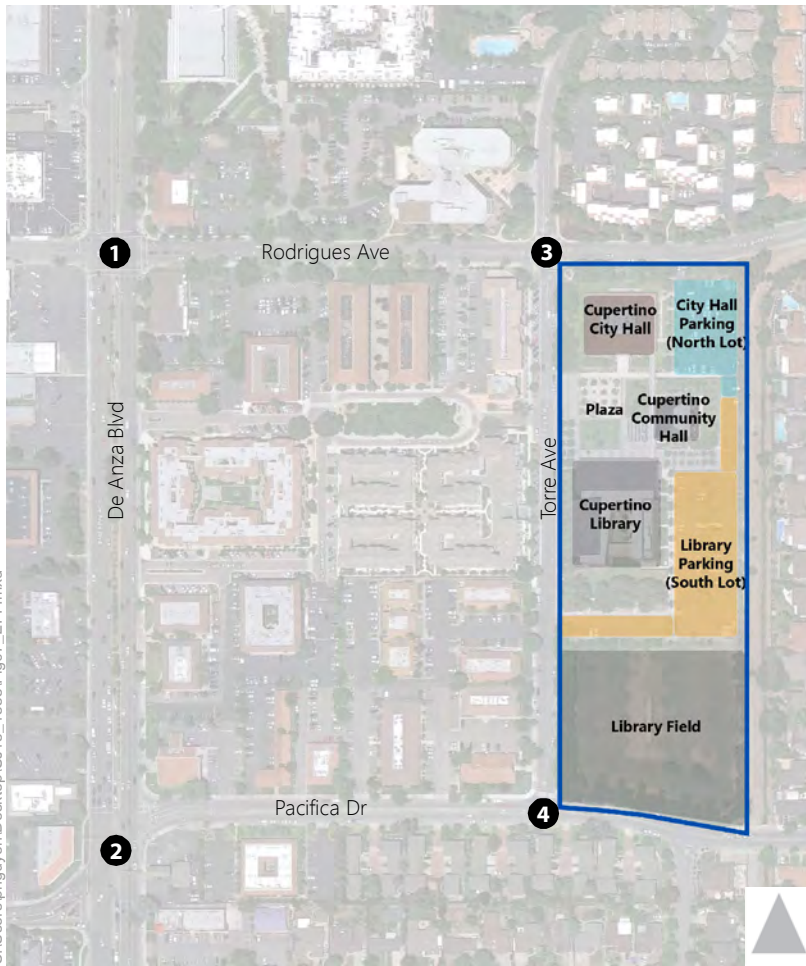 Rodrigues Ave
1
3
Cupertino
City Hall
City Hall
Parking
(North Lot)
Plaza
Cupertino
Community
Hall
De Anza Blvd
Torre Ave
Cupertino
Library
Library
Parking
(South Lot)
Library Field
Pacifica Dr
4
2